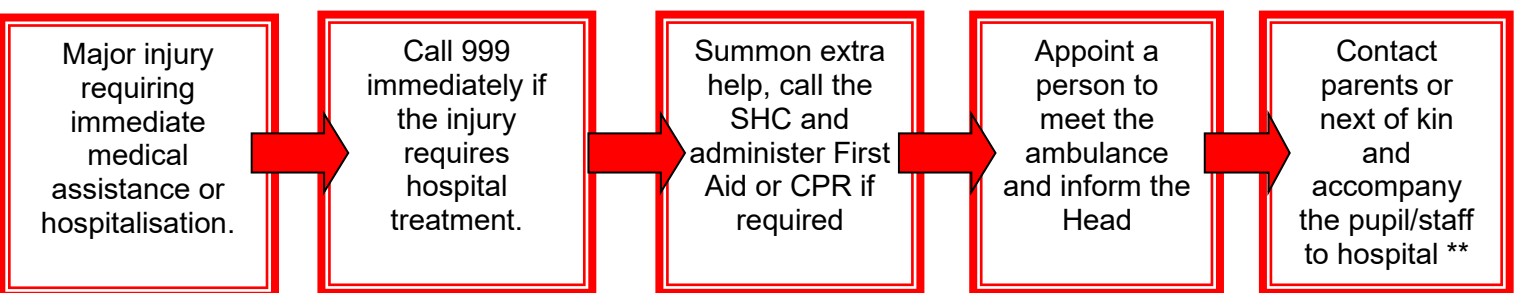 Major injury
requiring
immediate
medical
assistance or
hospitalisation.
Call 999
immediately if
the injury
requires
hospital
treatment.
Summon extra
help, call the
SHC and
administer First
Aid or CPR if
required
Appoint a
person to
meet the
ambulance
and inform the
Head
Contact
parents or
next of kin
and
accompany
the pupil/staff
to hospital **